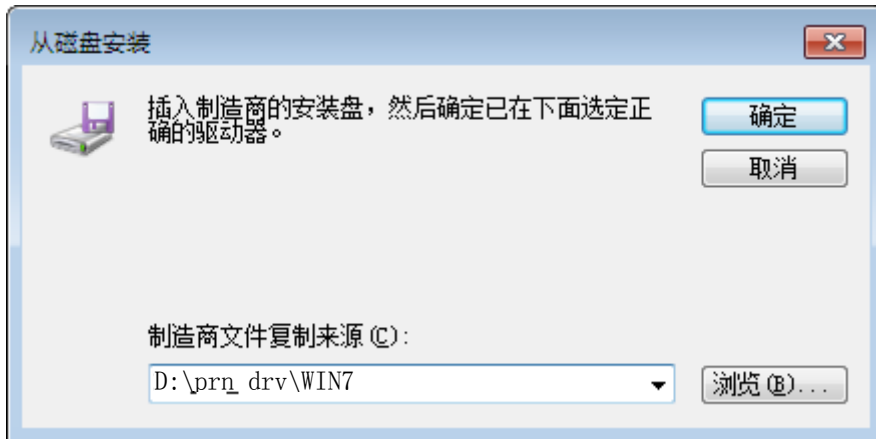 从磁盘安装
插入制造商的安装盘，然后确定已在下面选定正
确的驱动器。
确定
取消
制造商文件复制来源(C):
D:\prn_drv\WIN7
浏览(B)...